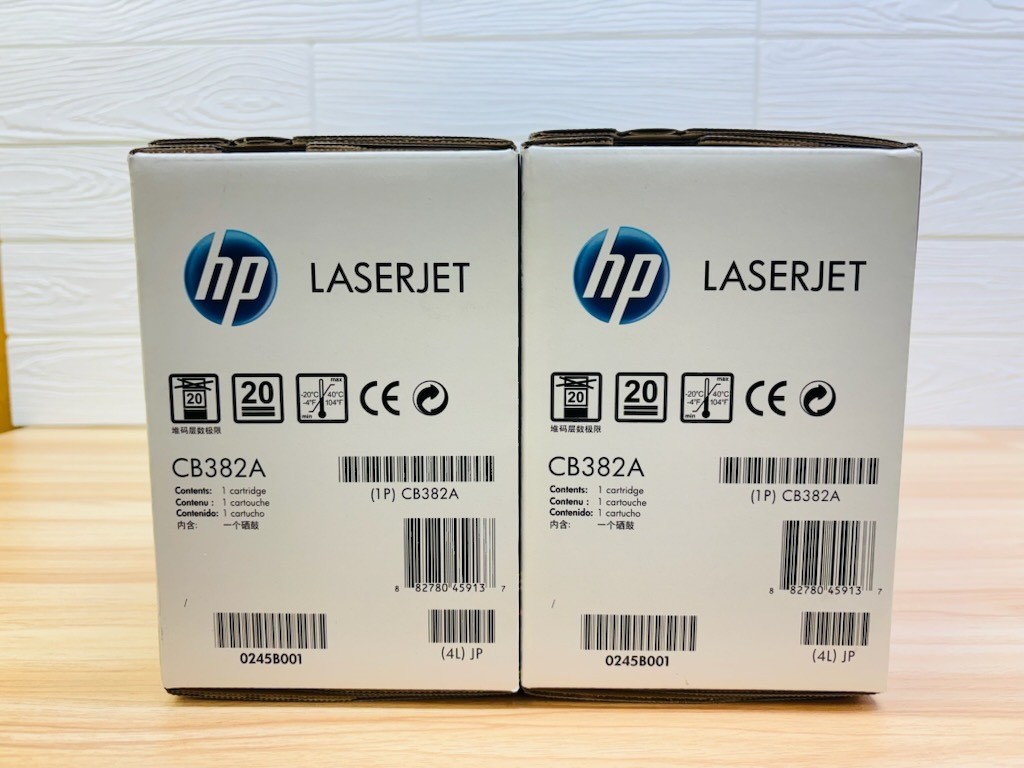 hp LASERJET
20 20 -20°C -4°F 40°C 104°F max min CE
堆码层数极限
CB382A
Contents: 1 cartridge
Contenu : 1 cartouche
Contenido: 1 cartucho
内含: 一个硒鼓
(1P) CB382A
8 82780 45913 7
/
0245B001
(4L) JP
hp LASERJET
20 20 -20°C -4°F 40°C 104°F max min CE
堆码层数极限
CB382A
Contents: 1 cartridge
Contenu : 1 cartouche
Contenido: 1 cartucho
内含: 一个硒鼓
(1P) CB382A
8 82780 45913 7
/
0245B001
(4L) JP